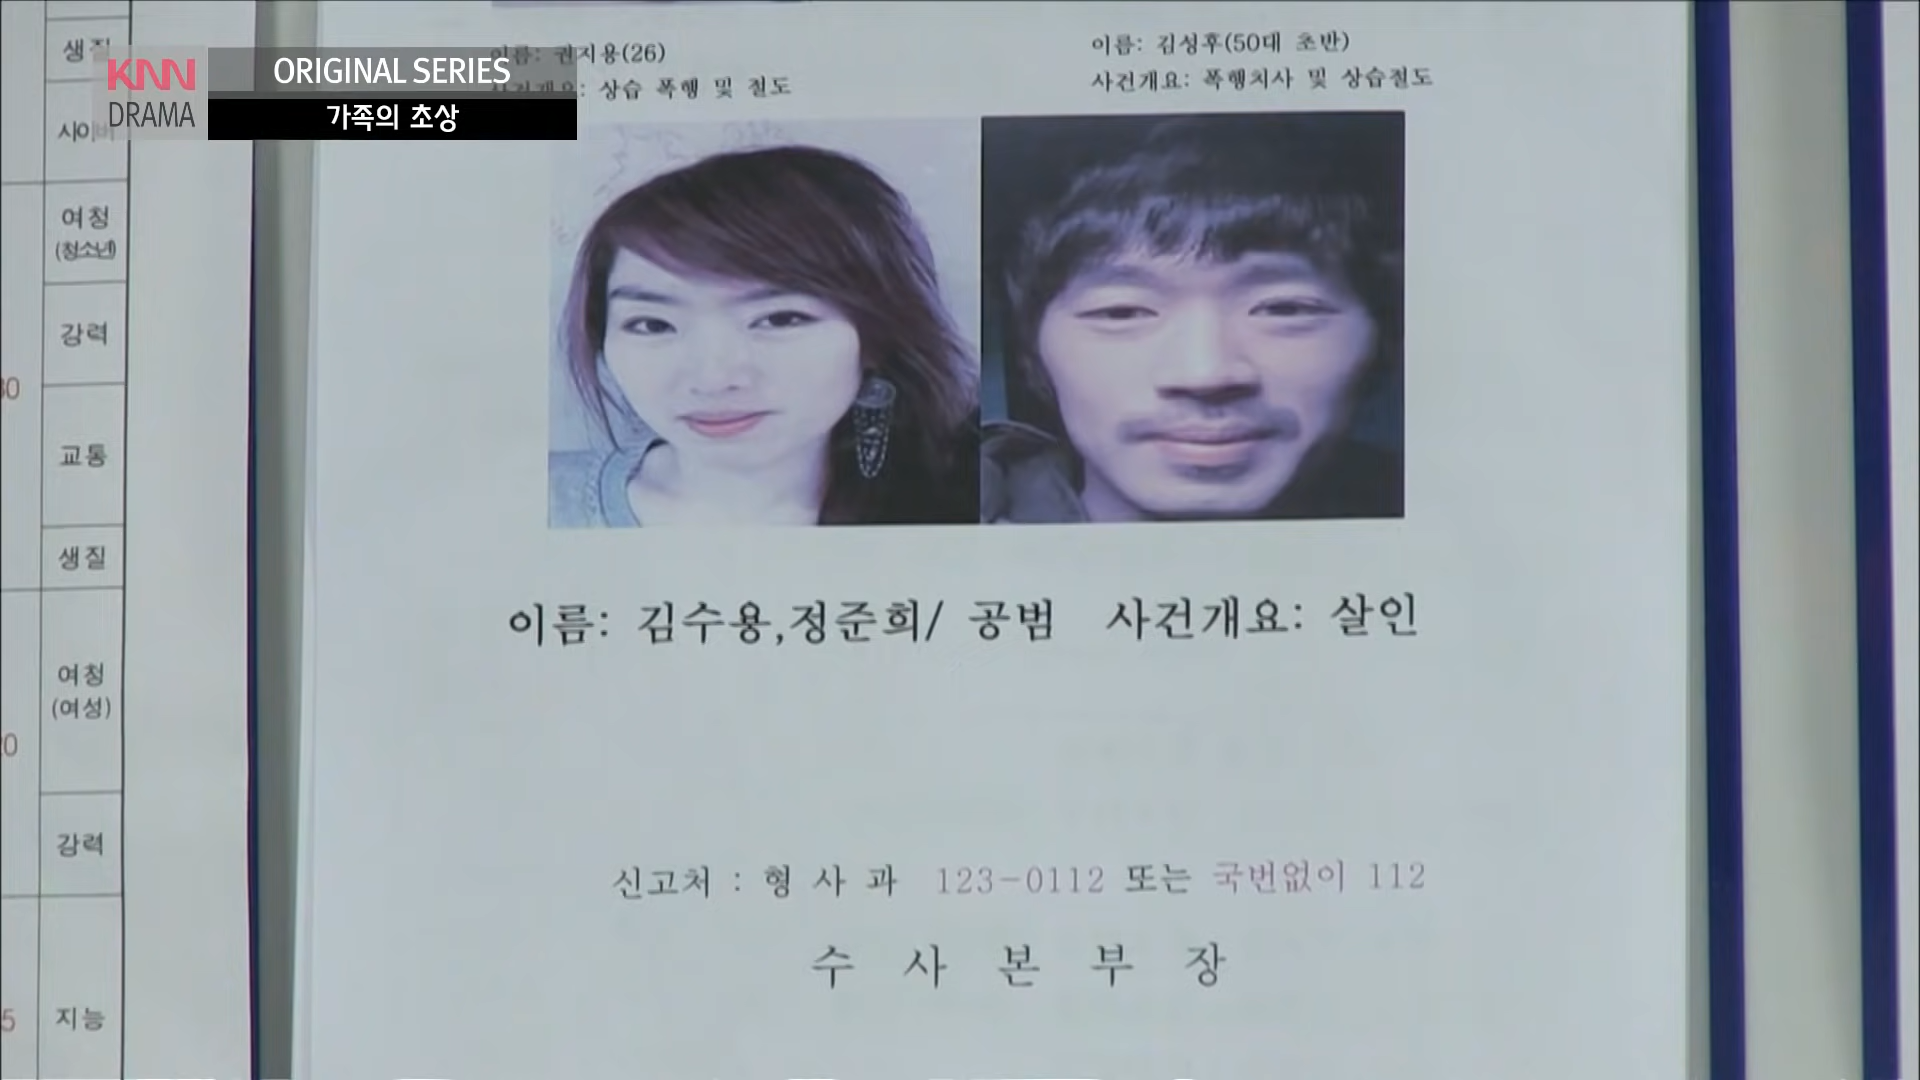 KNN DRAMA
ORIGINAL SERIES
가족의 초상
이름: 권지용(26)
사건개요: 상습 폭행 및 절도
이름: 김성후(50대 초반)
사건개요: 폭행치사 및 상습절도
이름: 김수용,정준희/ 공범 사건개요: 살인
신고처 : 형 사 과 123-0112 또는 국번없이 112
수 사 본 부 장
생질
시이버
여청
(청소년)
강력
교통
생질
여청
(여성)
강력
지능